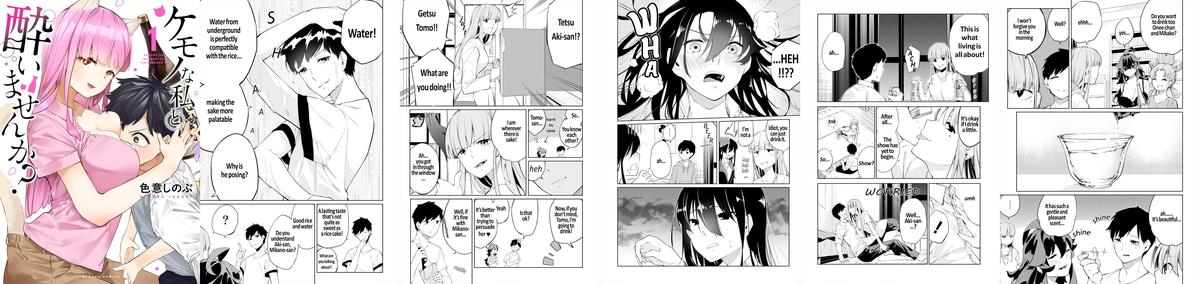 ケモノな私と
酔いませんか?
1
色意しのぶ
Water!
Water from
underground
is perfectly
compatible
with the rice...
making the
sake more
palatable
Why is
he posing?
S
H
A
A
A lasting taste
that's not
quite as
sweet as
a rice cake!
What are you
talking about?
Good rice
and water
Do you
understand
Aki-san,
Mikano-san?
?
Tetsu
Aki-san!?
Getsu
Tomo!!
What are
you doing!!
So..
You know
each
other?
Tomo-
san...
I am
wherever
there is
sake!
heh
Ah...
you got
in through
the window
...
Now, if you
don't mind,
Tomo, I'm
going to
drink!
Is that
ok?
Yeah
It's better
than
trying to
persuade
her ♥
Well, if
it's fine
with
Mikano-
san...
WHA
...HEH
!!??
Idiot, you can
just drink it.
I'm
not a
ah...
This is
what
living is
all about!
ah...
It's okay
if I drink
a little.
After
all...
The
show has
yet to
begin.
tnk
So...
Show?
WORRIED
umh
Well...
Aki-san
...?
!
Do you want
to drink too
Onee-chan
and Mikako?
yes...
ehhh...
Well?
I won't
forgive
you in the
morning
ah......
It's beautiful...
shine
shine
It has such a
gentle and
pleasant
scent...